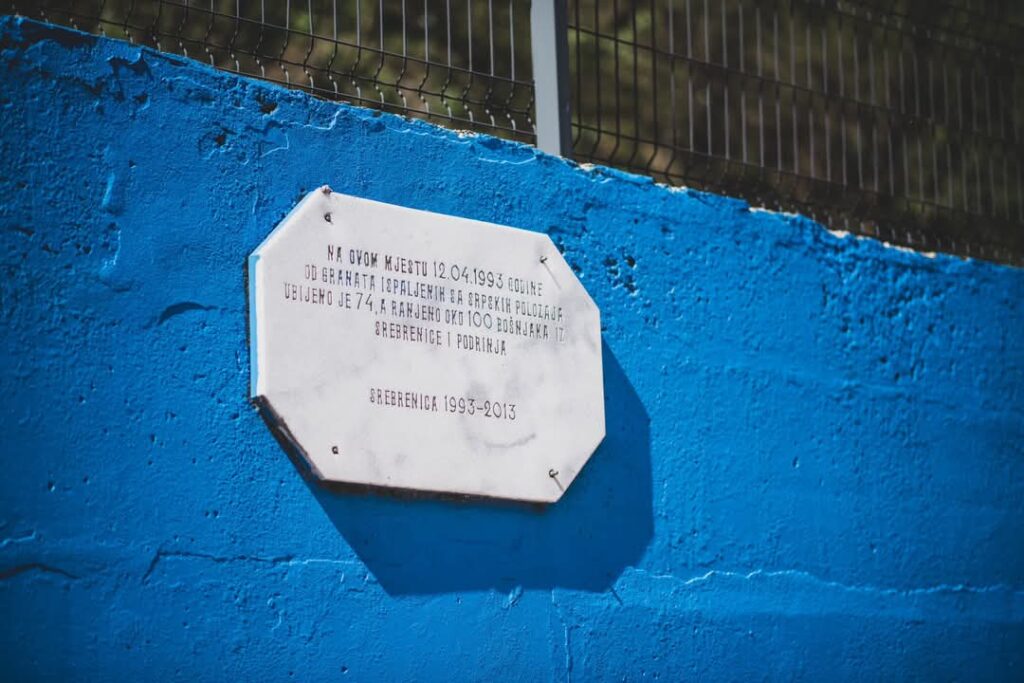 NA OVOM MJESTU 12.04.1993 GODINE
OD GRANATA ISPALJENIH SA SRPSKIH POLOZAJA
UBIJENO JE 74, A RANJENO OKO 100 BOŠNJAKA IZ
SREBRENICE I PODRINJA
SREBRENICA 1993-2013